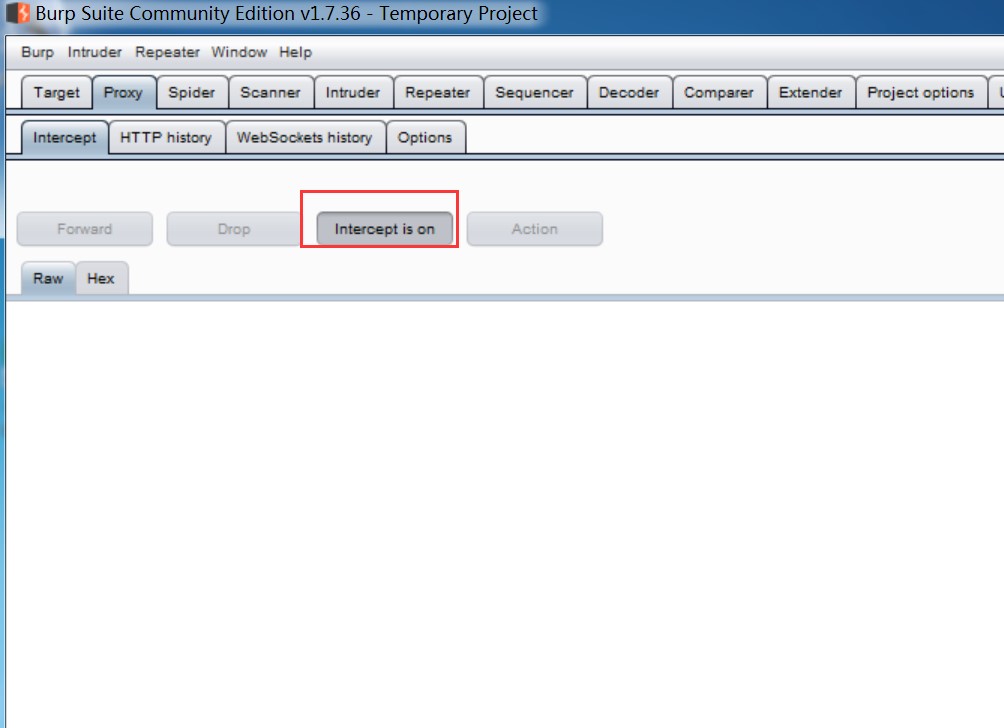 Burp Suite Community Edition v1.7.36 - Temporary Project
Burp Intruder Repeater Window Help
Target Proxy Spider Scanner Intruder Repeater Sequencer Decoder Comparer Extender Project options
Intercept HTTP history WebSockets history Options
Forward Drop Intercept is on Action
Raw Hex